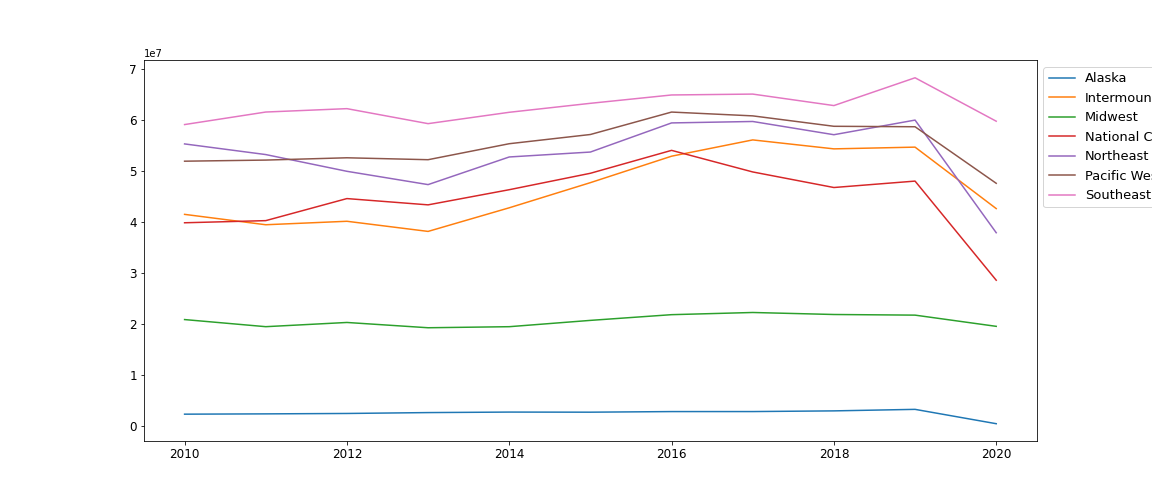 1e7
7
6
5
4
3
2
1
0
2010 2012 2014 2016 2018 2020
Alaska
Intermoun
Midwest
National C
Northeast
Pacific Wes
Southeast